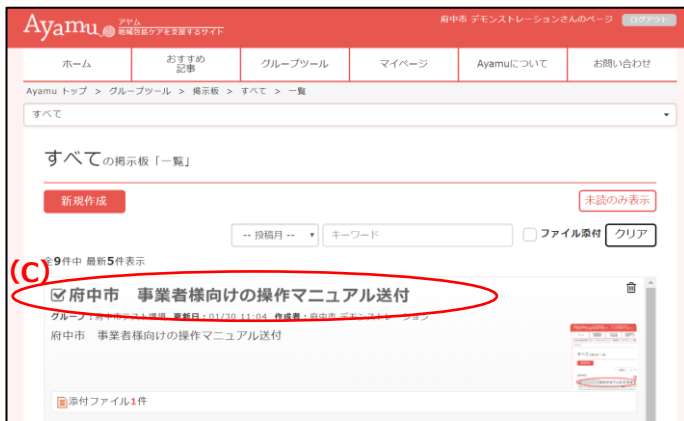 Ayamu アヤム
地域包括ケアを支援するサイト
府中市 デモンストレーションさんのページ ログアウト
ホーム おすすめ記事 グループツール マイページ Ayamuについて お問い合わせ
Ayamu トップ > グループツール > 掲示板 > すべて > 一覧
すべて
すべての掲示板「一覧」
新規作成 未読のみ表示
-- 投稿月 -- キーワード ファイル添付 クリア
全9件中 最新5件表示
(C)
府中市 事業者様向けの操作マニュアル送付
グループ：府中市テスト環境 更新日：01/30 11:04 作成者：府中市 デモンストレーション
府中市 事業者様向けの操作マニュアル送付
添付ファイル1件